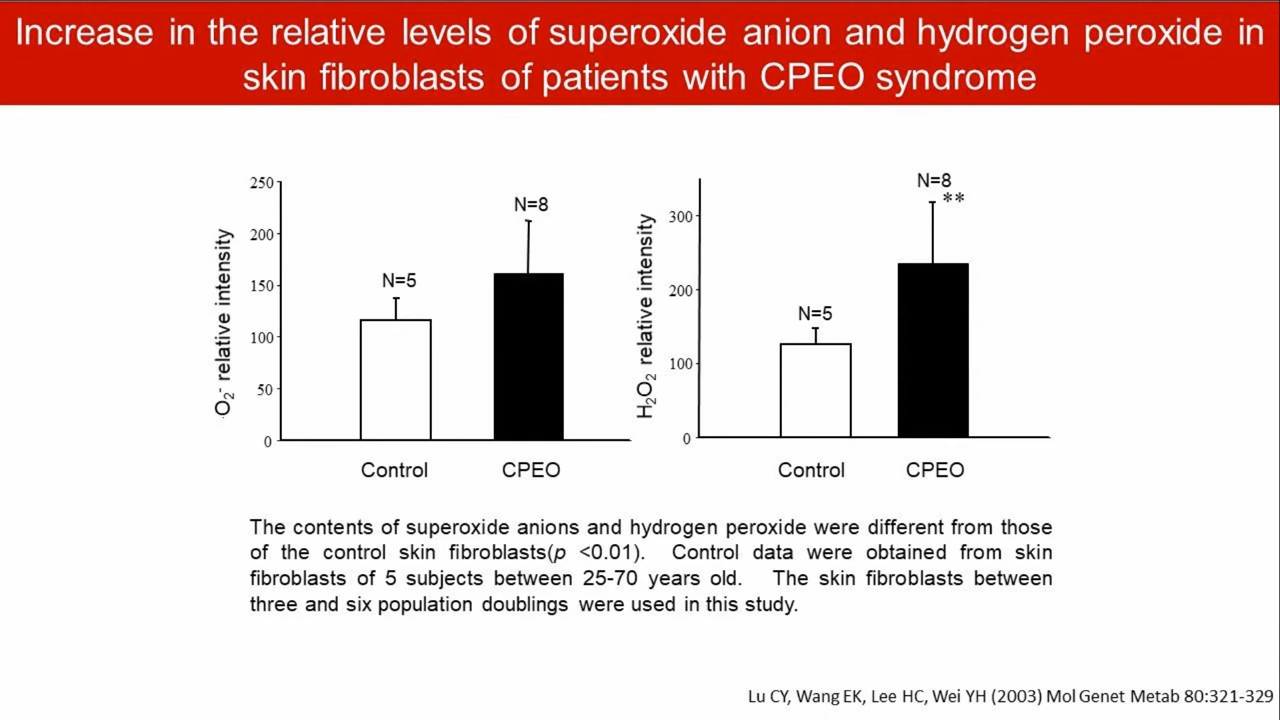 Increase in the relative levels of superoxide anion and hydrogen peroxide in
skin fibroblasts of patients with CPEO syndrome
·O₂⁻ relative intensity
250
200
150
100
50
0
N=5
N=8
Control
CPEO
H₂O₂ relative intensity
300
200
100
0
N=5
N=8
**
Control
CPEO
The contents of superoxide anions and hydrogen peroxide were different from those
of the control skin fibroblasts(p <0.01). Control data were obtained from skin
fibroblasts of 5 subjects between 25-70 years old. The skin fibroblasts between
three and six population doublings were used in this study.
Lu CY, Wang EK, Lee HC, Wei YH (2003) Mol Genet Metab 80:321-329